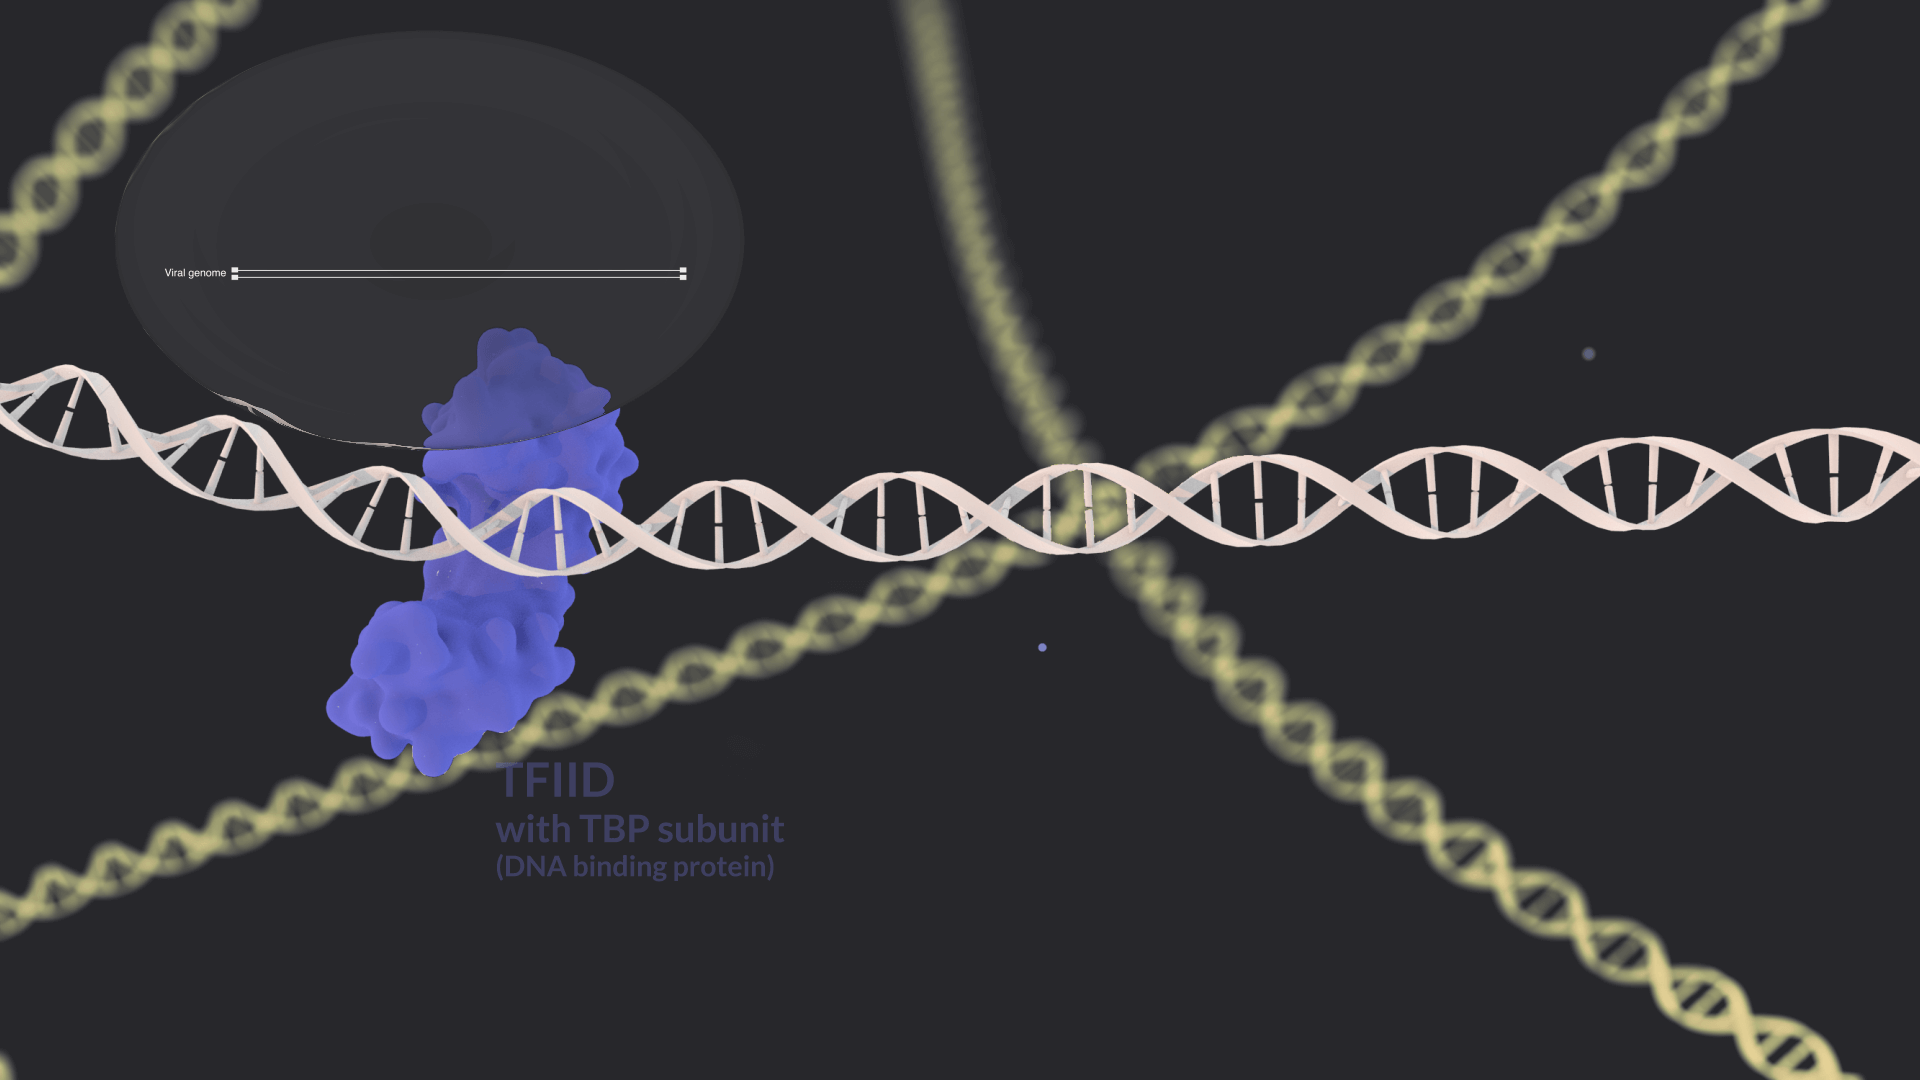 Viral genome
TFIID
with TBP subunit
(DNA binding protein)